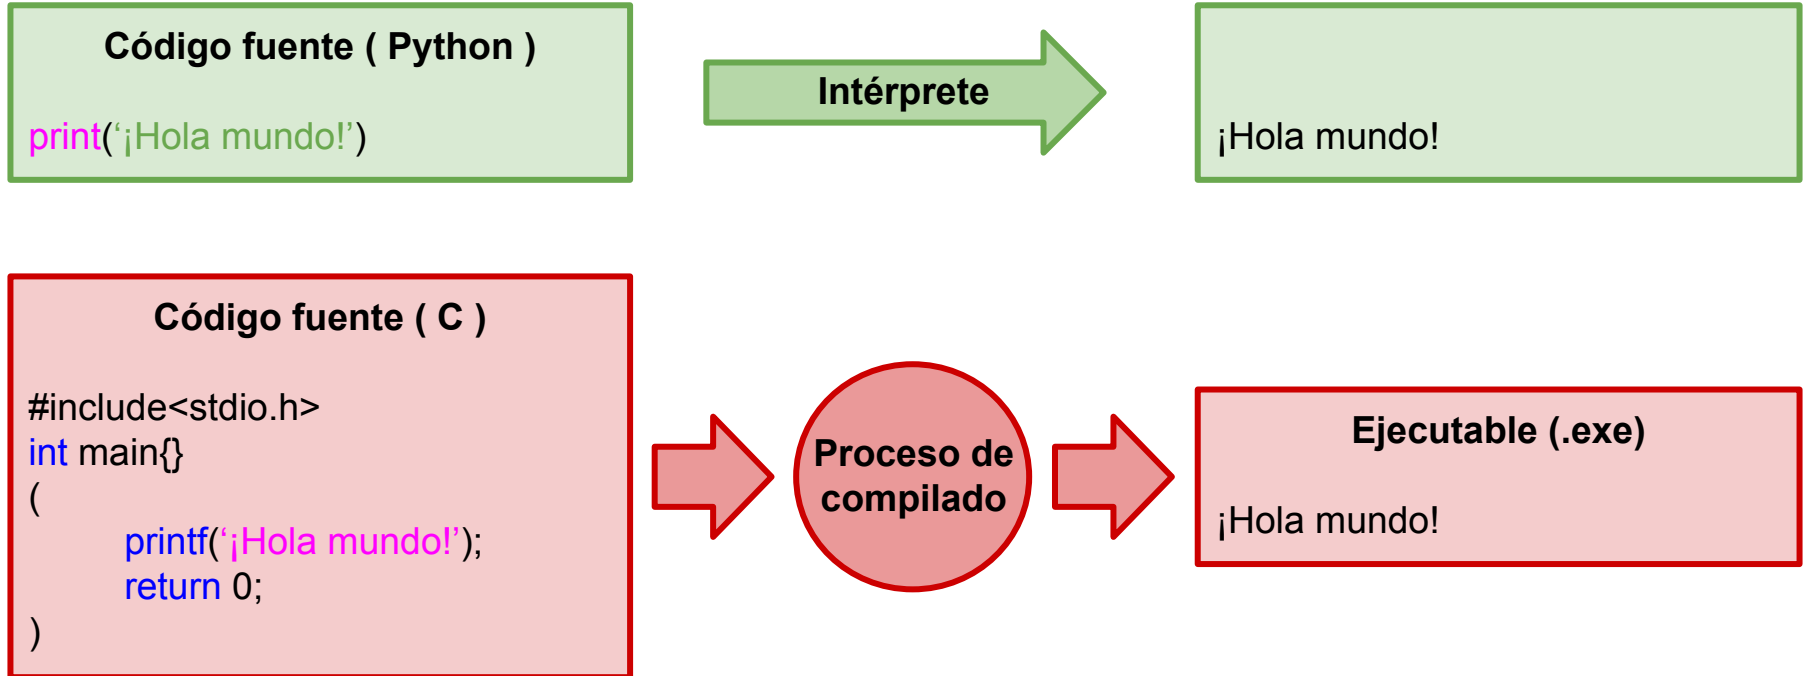 Código fuente ( Python )
print(‘¡Hola mundo!’)
Intérprete
¡Hola mundo!
Código fuente ( C )
#include<stdio.h>
int main{}
(
printf(‘¡Hola mundo!’);
return 0;
)
Proceso de
compilado
Ejecutable (.exe)
¡Hola mundo!